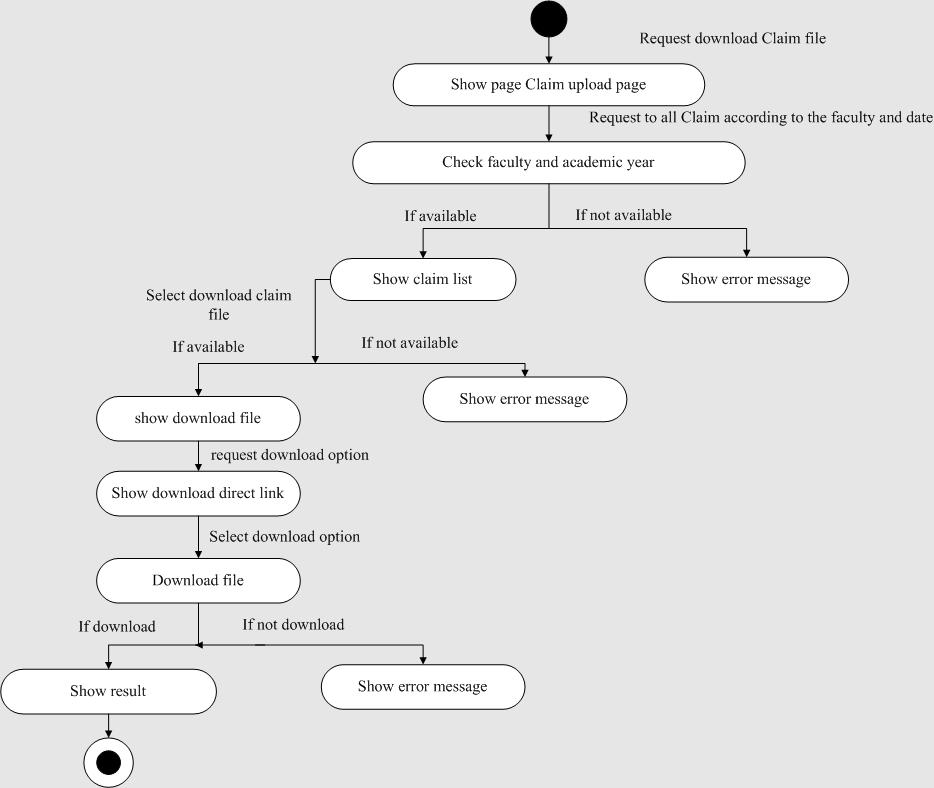 Request download Claim file
Show page Claim upload page
Request to all Claim according to the faculty and date
Check faculty and academic year
If available
If not available
Show claim list
Show error message
Select download claim
file
If available
If not available
show download file
Show error message
request download option
Show download direct link
Select download option
Download file
If download
If not download
Show result
Show error message